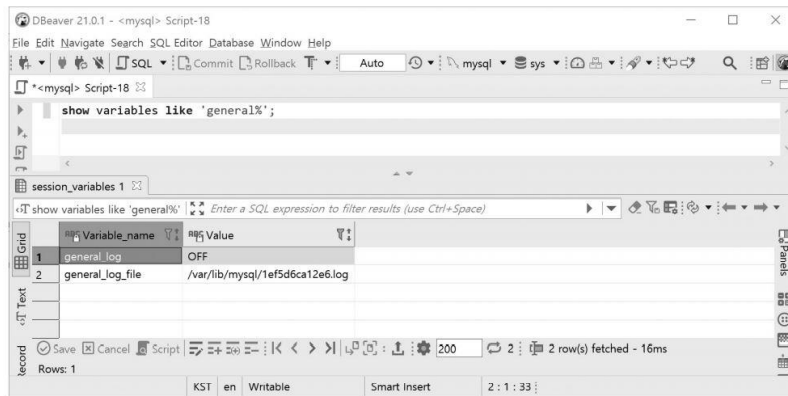 DBeaver 21.0.1 - <mysql> Script-18
File Edit Navigate Search SQL Editor Database Window Help
SQL Commit Rollback T Auto mysql sys
*<mysql> Script-18
show variables like 'general%';
session_variables 1
show variables like 'general%' Enter a SQL expression to filter results (use Ctrl+Space)
Grid ABC Variable_name ABC Value Panels
1 general_log OFF
2 general_log_file /var/lib/mysql/1ef5d6ca12e6.log
Text
Record Save Cancel Script 200 2 2 row(s) fetched - 16ms
Rows: 1
KST en Writable Smart Insert 2 : 1 : 33